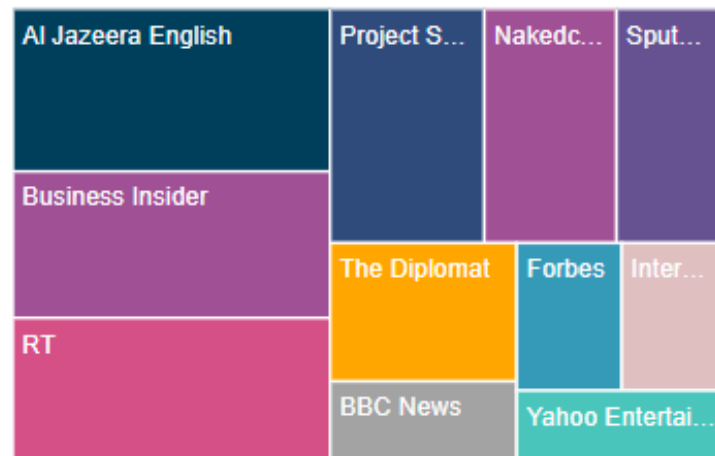 Al Jazeera English
Project S...
Nakedc...
Sput...
Business Insider
RT
The Diplomat
Forbes
Inter...
BBC News
Yahoo Entertai...